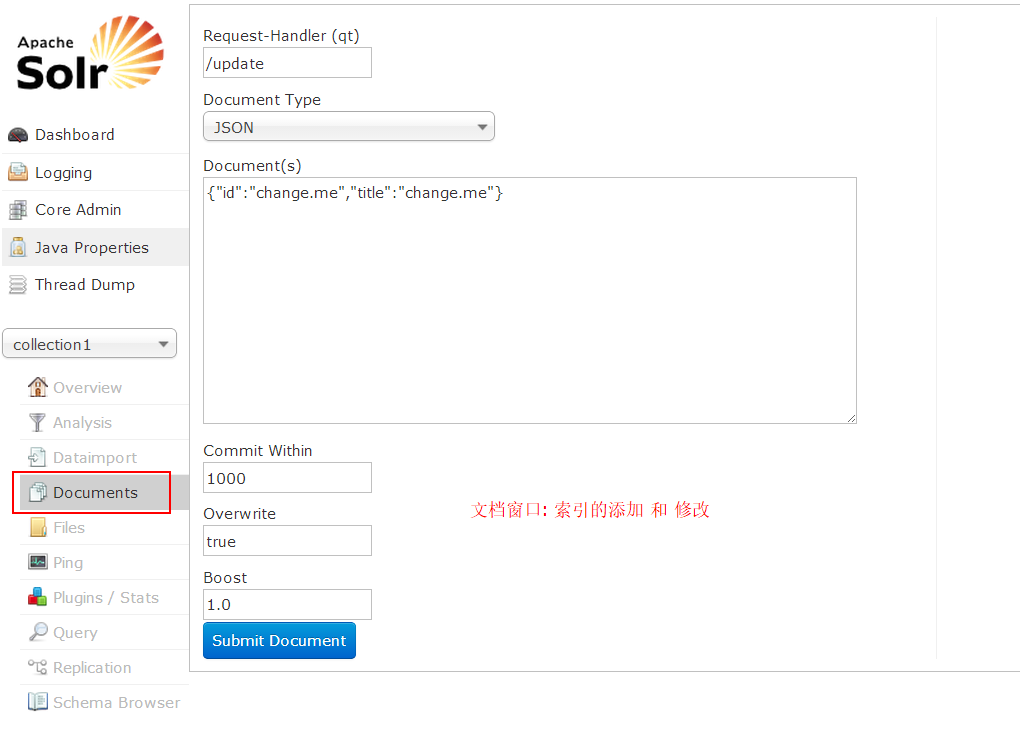 Apache
Solr
Dashboard
Logging
Core Admin
Java Properties
Thread Dump
collection1
Overview
Analysis
Dataimport
Documents
Files
Ping
Plugins / Stats
Query
Replication
Schema Browser
Request-Handler (qt)
/update
Document Type
JSON
Document(s)
{"id":"change.me","title":"change.me"}
Commit Within
1000
Overwrite
true
Boost
1.0
Submit Document
文档窗口: 索引的添加 和 修改